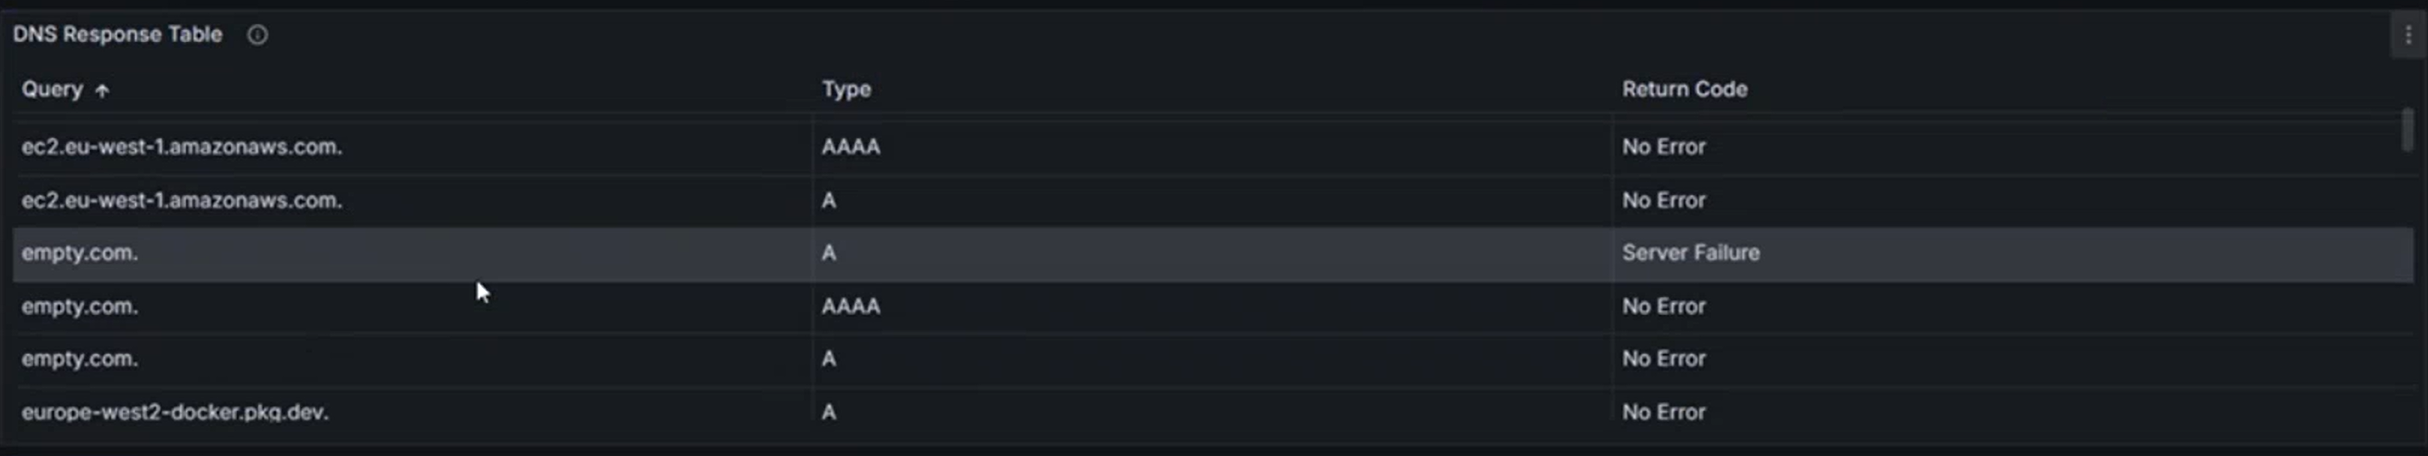 DNS Response Table
Query ↑ Type Return Code
ec2.eu-west-1.amazonaws.com. AAAA No Error
ec2.eu-west-1.amazonaws.com. A No Error
empty.com. A Server Failure
empty.com. AAAA No Error
empty.com. A No Error
europe-west2-docker.pkg.dev. A No Error